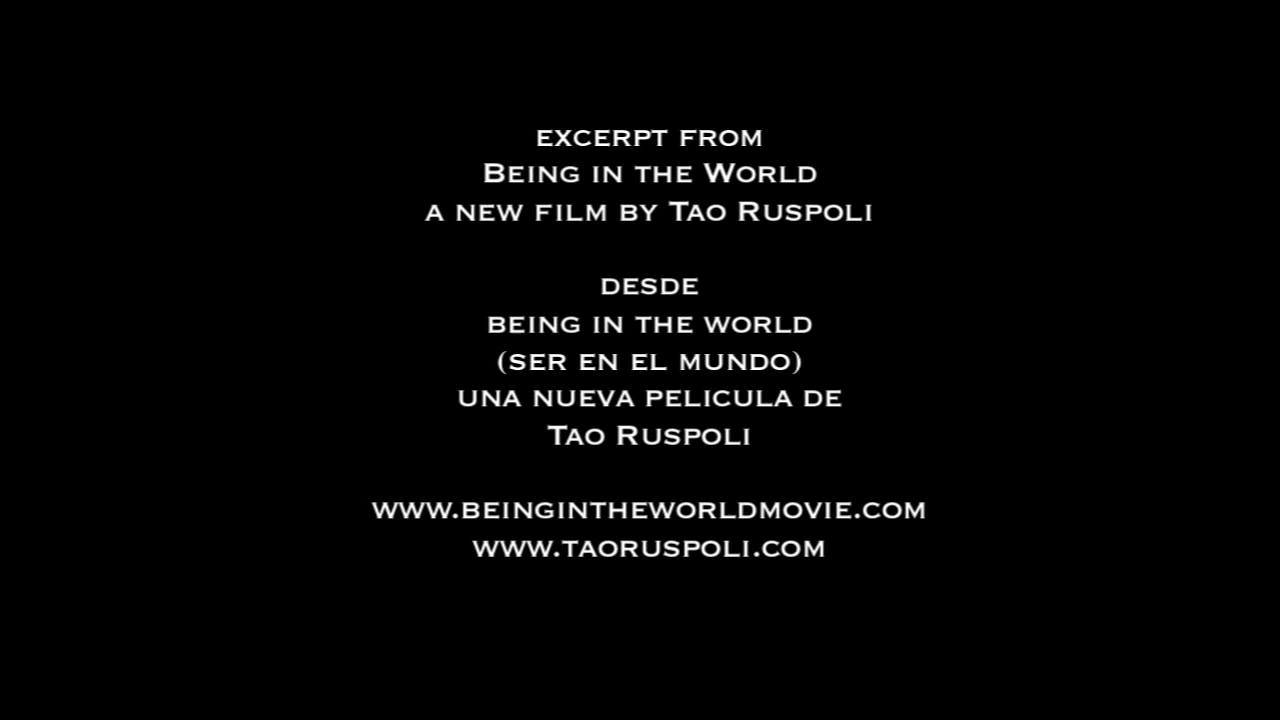 EXCERPT FROM
BEING IN THE WORLD
A NEW FILM BY TAO RUSPOLI
DESDE
BEING IN THE WORLD
(SER EN EL MUNDO)
UNA NUEVA PELICULA DE
TAO RUSPOLI
WWW.BEINGINTHEWORLDMOVIE.COM
WWW.TAORUSPOLI.COM